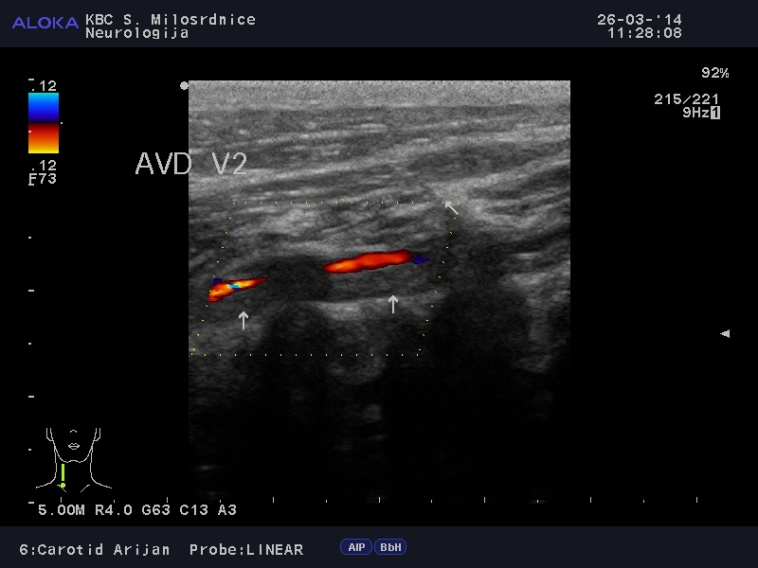 ALOKA KBC S. Milosrdnice 26-03-'14
Neurologija 11:28:08
92%
.12
215/221
9Hz1
.12
F73
AVD V2
5.00M R4.0 G63 C13 A3
6:Carotid Arijan Probe:LINEAR AIP BbH